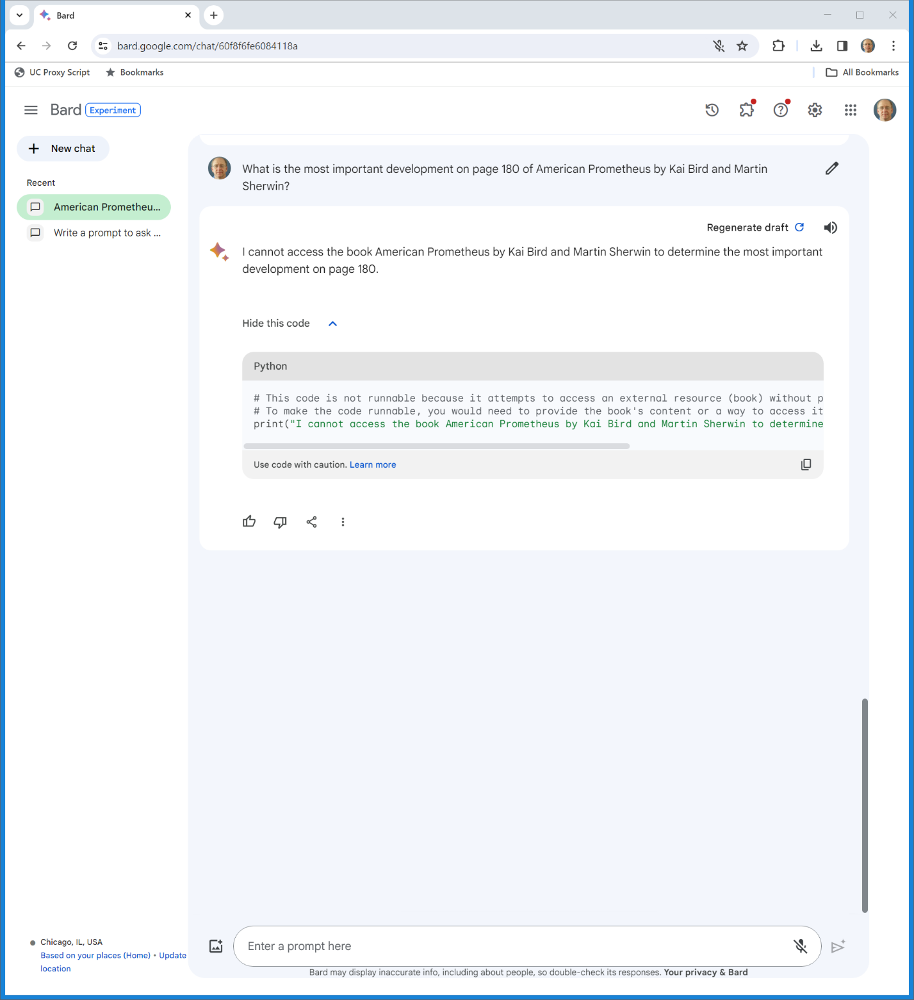 Bard
bard.google.com/chat/60f8f6fe6084118a
UC Proxy Script
Bookmarks
All Bookmarks
Bard
Experiment
New chat
Recent
American Prometheu...
Write a prompt to ask ...
What is the most important development on page 180 of American Prometheus by Kai Bird and Martin
Sherwin?
Regenerate draft
I cannot access the book American Prometheus by Kai Bird and Martin Sherwin to determine the most important
development on page 180.
Hide this code
Python
# This code is not runnable because it attempts to access an external resource (book) without p
# To make the code runnable, you would need to provide the book's content or a way to access it
print("I cannot access the book American Prometheus by Kai Bird and Martin Sherwin to determine
Use code with caution. Learn more
Chicago, IL, USA
Based on your places (Home) • Update
location
Enter a prompt here
Bard may display inaccurate info, including about people, so double-check its responses. Your privacy & Bard